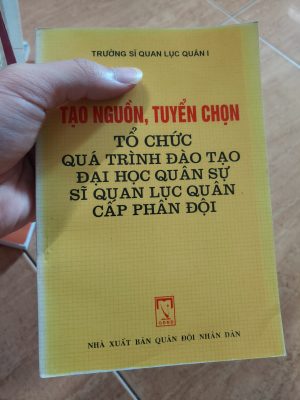 TRƯỜNG SĨ QUAN LỤC QUÂN I
TẠO NGUỒN, TUYỂN CHỌN
TỔ CHỨC
QUÁ TRÌNH ĐÀO TẠO
ĐẠI HỌC QUÂN SỰ
SĨ QUAN LỤC QUÂN
CẤP PHÂN ĐỘI
NHÀ XUẤT BẢN QUÂN ĐỘI NHÂN DÂN